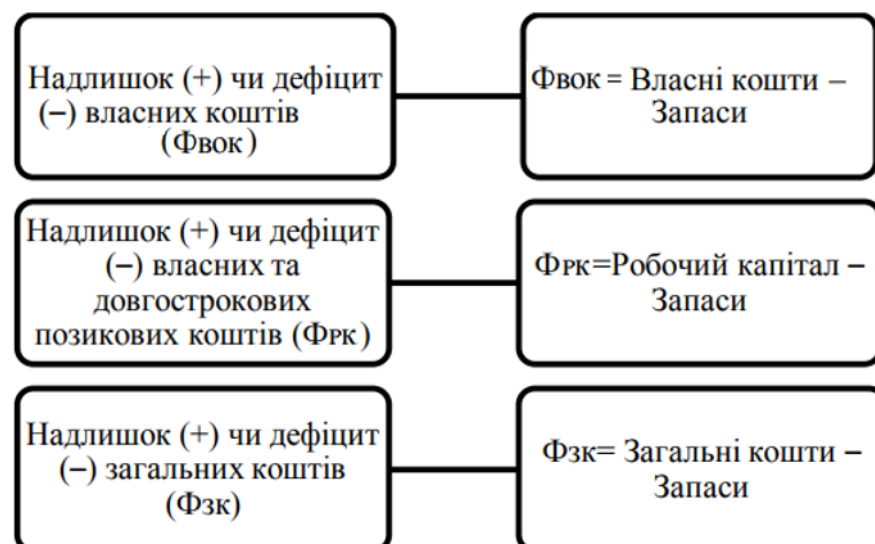 Надлишок (+) чи дефіцит
(–) власних коштів
(Фвок)
Фвок = Власні кошти –
Запаси
Надлишок (+) чи дефіцит
(–) власних та
довгострокових
позикових коштів (Фрк)
Фрк=Робочий капітал –
Запаси
Надлишок (+) чи дефіцит
(–) загальних коштів
(Фзк)
Фзк= Загальні кошти –
Запаси